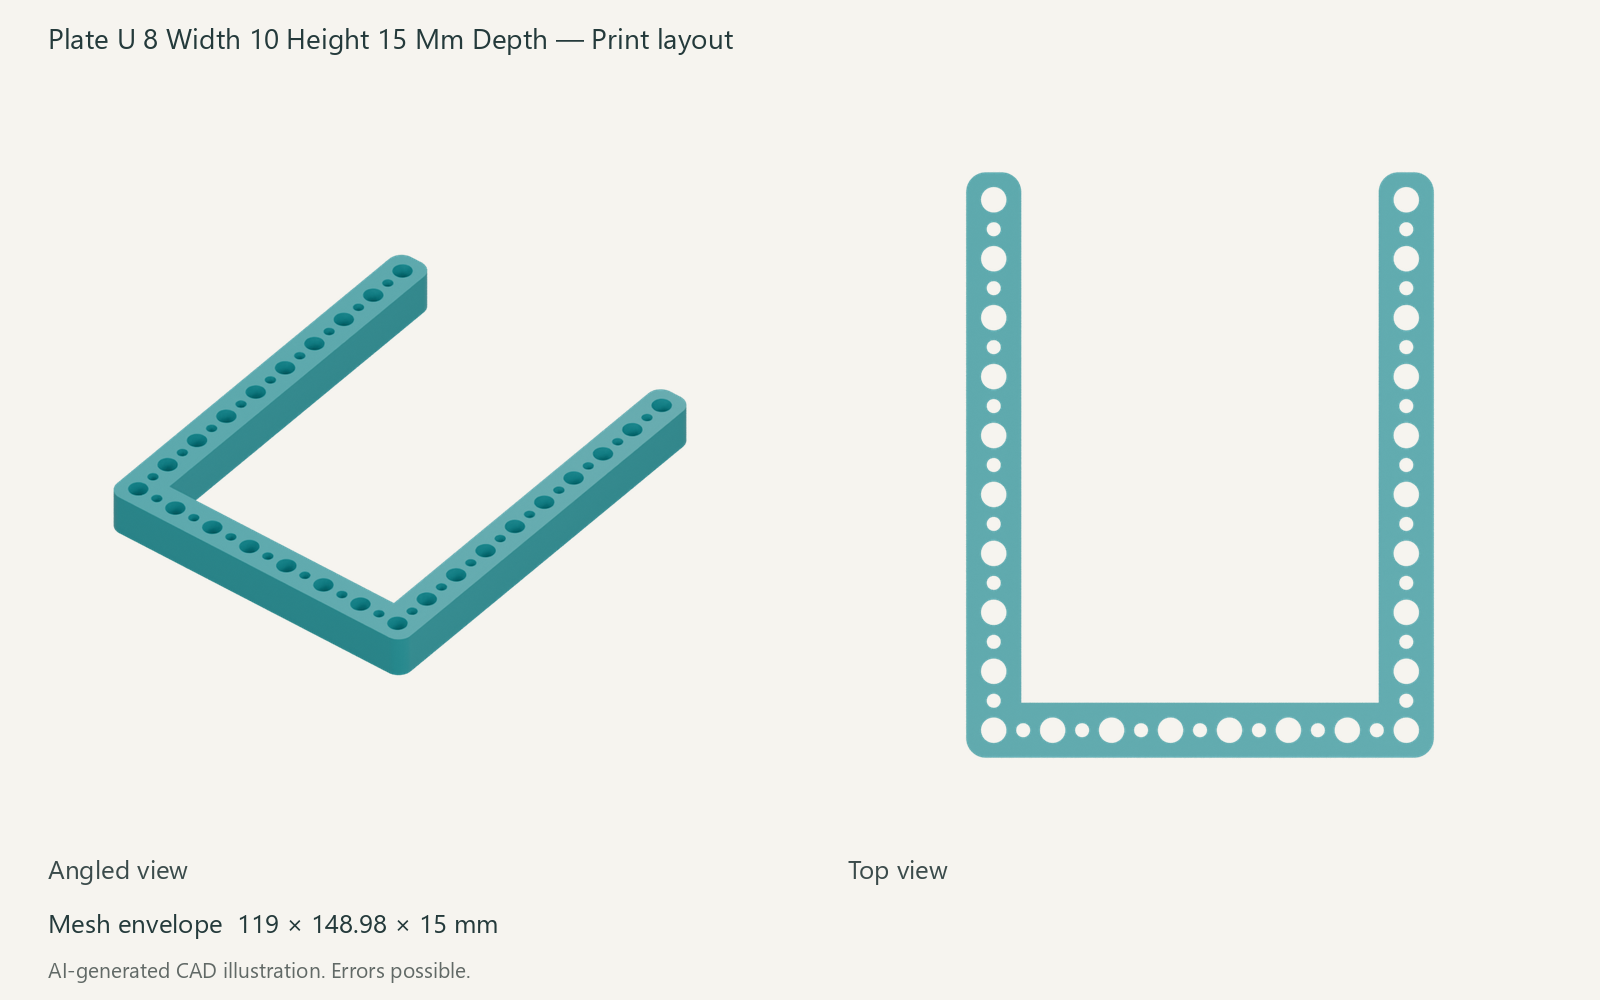 Plate U 8 Width 10 Height 15 Mm Depth — Print layout
Angled view
Top view
Mesh envelope 119 × 148.98 × 15 mm
AI-generated CAD illustration. Errors possible.